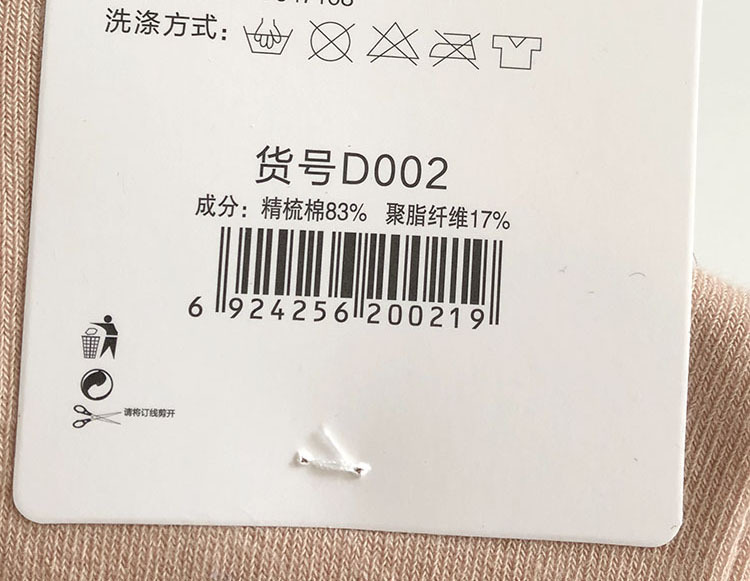 洗涤方式:
货号D002
成分: 精梳棉83% 聚脂纤维17%
6 924256 200219
请将订线剪开